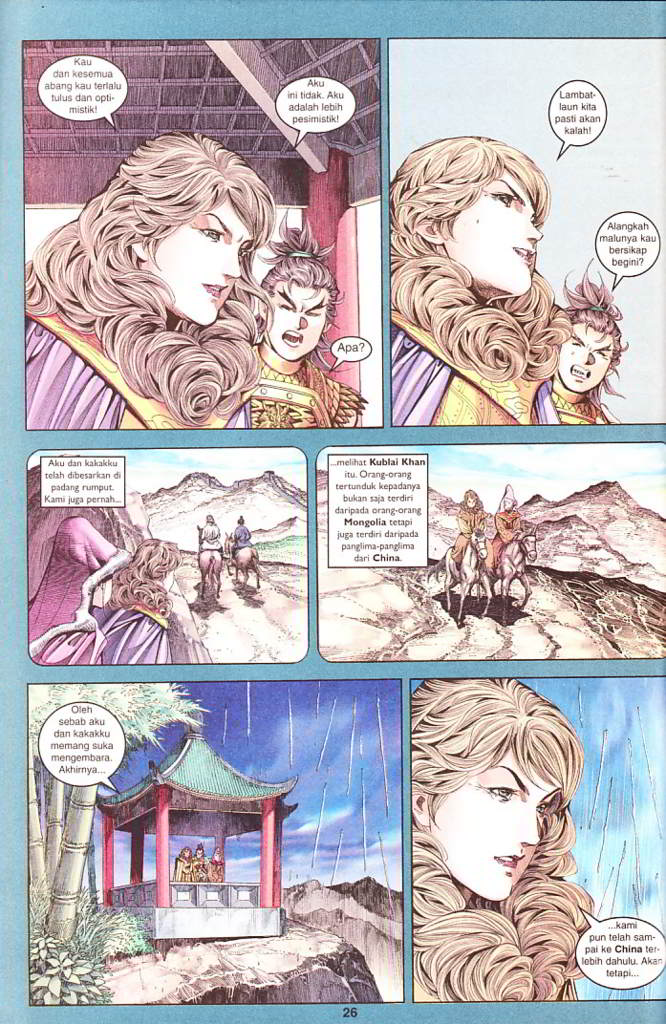 Kau
dan kesemua
abang kau terlalu
tulus dan opti-
mistik!
Aku
ini tidak. Aku
adalah lebih
pesimistik!
Apa?
Lambat-
laun kita
pasti akan
kalah!
Alangkah
malunya kau
bersikap
begini?
Aku dan kakakku
telah dibesarkan di
padang rumput.
Kami juga pernah...
...melihat Kublai Khan
itu. Orang-orang
tertunduk kepadanya
bukan saja terdiri
daripada orang-orang
Mongolia tetapi
juga terdiri daripada
panglima-panglima
dari China.
Oleh
sebab aku
dan kakakku
memang suka
mengembara.
Akhirnya...
...kami
pun telah sam-
pai ke China ter-
lebih dahulu. Akan
tetapi...
26